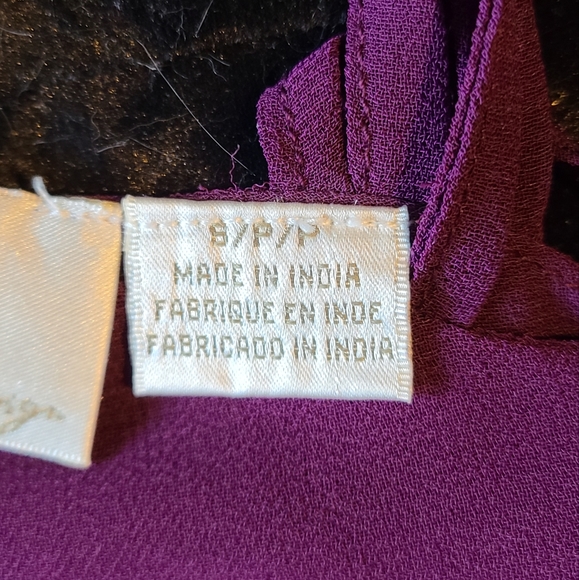 S/P/P
MADE IN INDIA
FABRIQUE EN INDE
FABRICADO IN INDIA